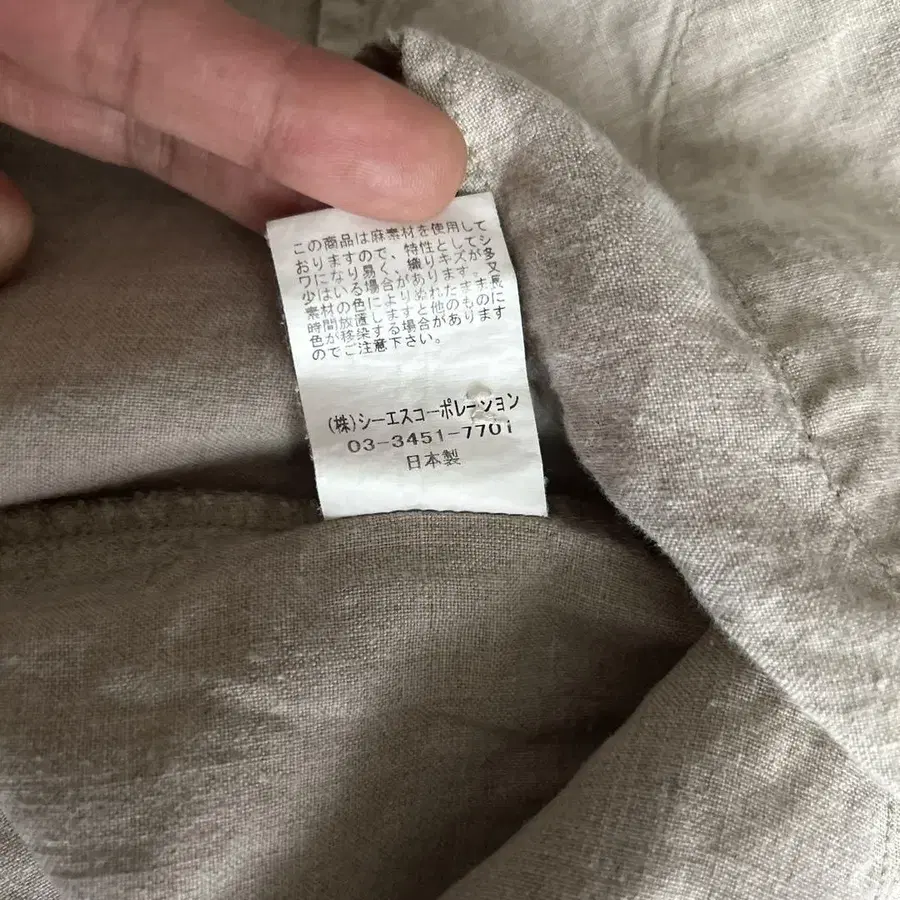 この商品は麻素材を使用して
おりますので、特性としてシ
ワになり易く、織りキズが多
少はいる場合があります。又
素材の色によりぬれたまま長
時間放置しますと他のものに
色が移染する場合があります
のでご注意下さい。
(株)シーエスコーポレーション
03-3451-7701
日本製